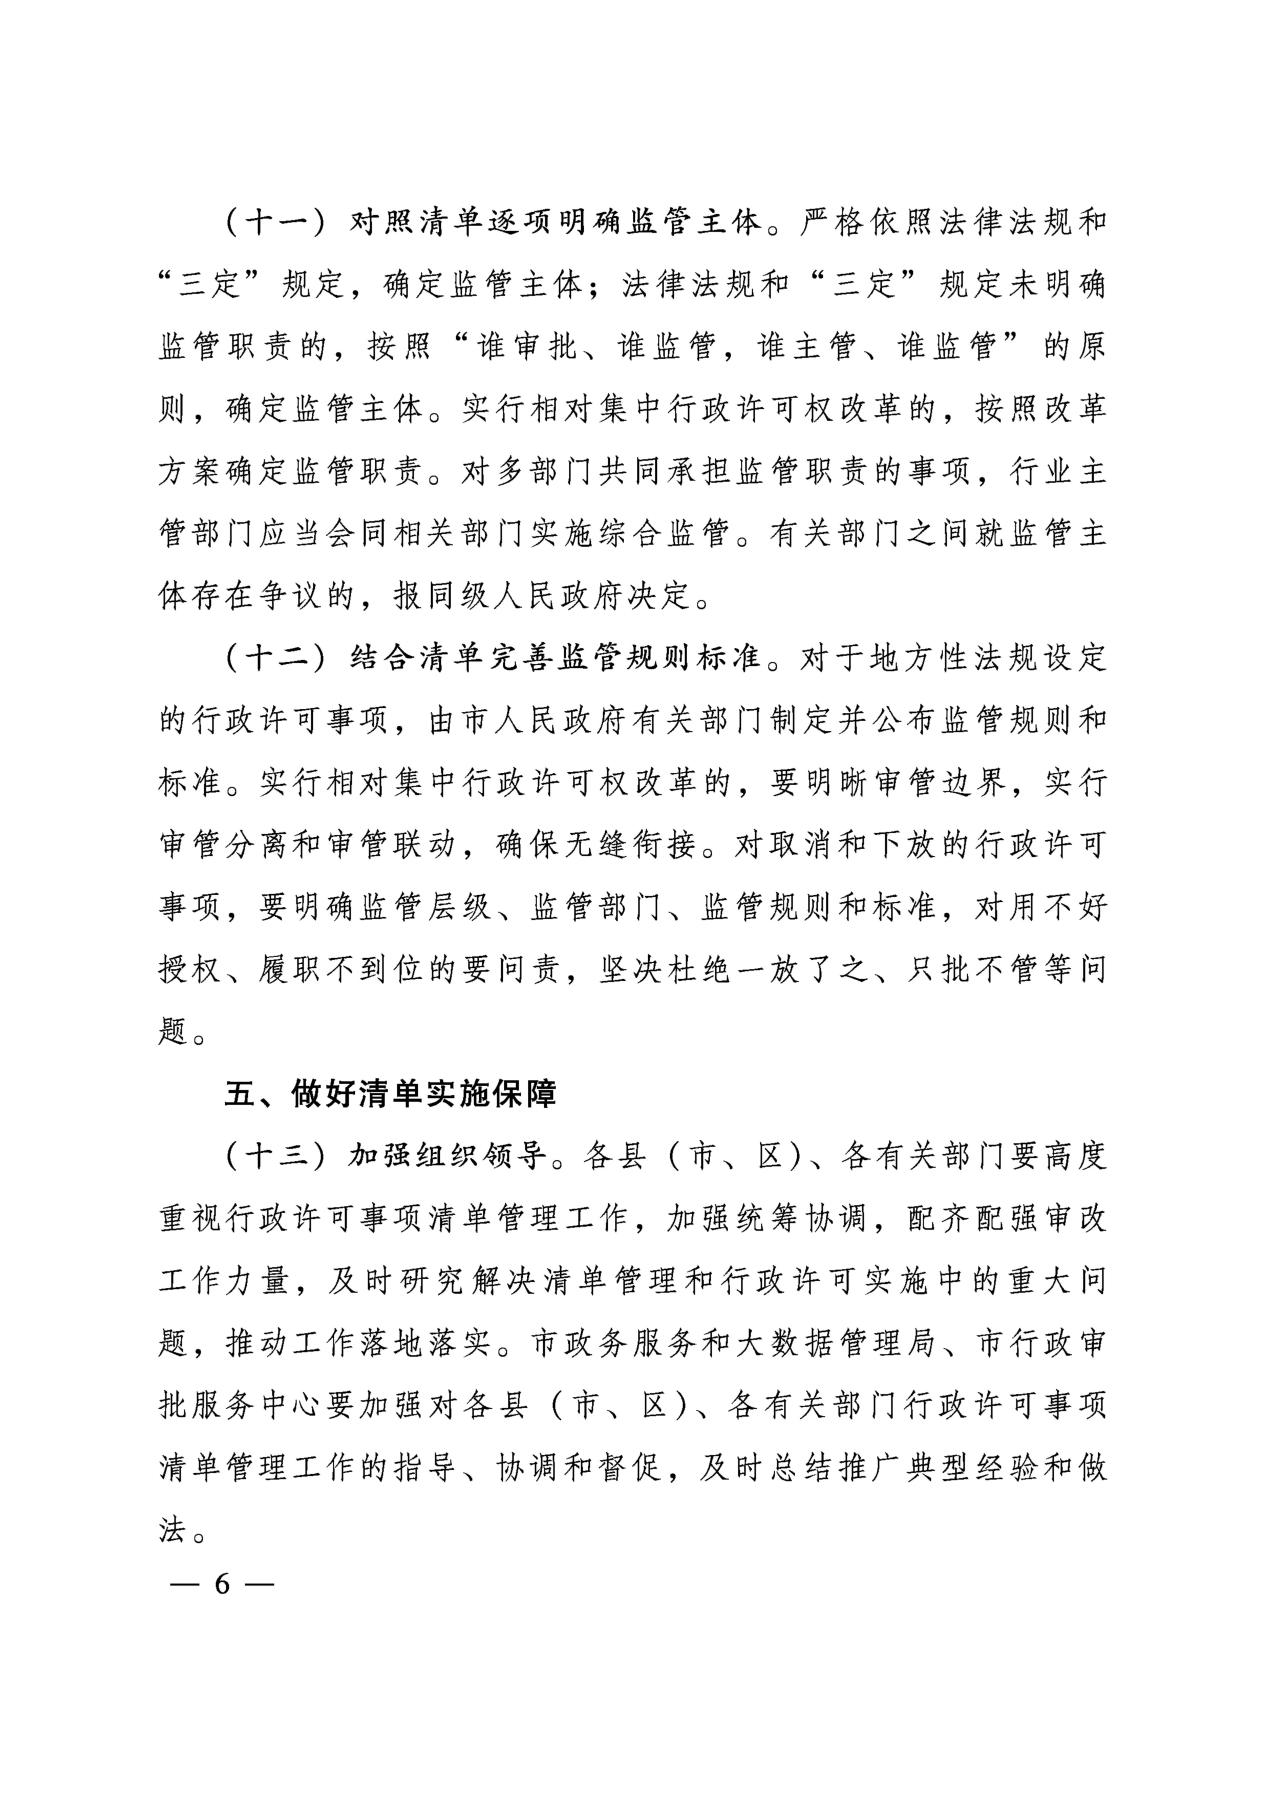 （十一）对照清单逐项明确监管主体。严格依照法律法规和
“三定”规定，确定监管主体；法律法规和“三定”规定未明确
监管职责的，按照“谁审批、谁监管，谁主管、谁监管”的原
则，确定监管主体。实行相对集中行政许可权改革的，按照改革
方案确定监管职责。对多部门共同承担监管职责的事项，行业主
管部门应当会同相关部门实施综合监管。有关部门之间就监管主
体存在争议的，报同级人民政府决定。
（十二）结合清单完善监管规则标准。对于地方性法规设定
的行政许可事项，由市人民政府有关部门制定并公布监管规则和
标准。实行相对集中行政许可权改革的，要明晰审管边界，实行
审管分离和审管联动，确保无缝衔接。对取消和下放的行政许可
事项，要明确监管层级、监管部门、监管规则和标准，对用不好
授权、履职不到位的要问责，坚决杜绝一放了之、只批不管等问
题。
五、做好清单实施保障
（十三）加强组织领导。各县（市、区）、各有关部门要高度
重视行政许可事项清单管理工作，加强统筹协调，配齐配强审改
工作力量，及时研究解决清单管理和行政许可实施中的重大问
题，推动工作落地落实。市政务服务和大数据管理局、市行政审
批服务中心要加强对各县（市、区）、各有关部门行政许可事项
清单管理工作的指导、协调和督促，及时总结推广典型经验和做
法。
— 6 —